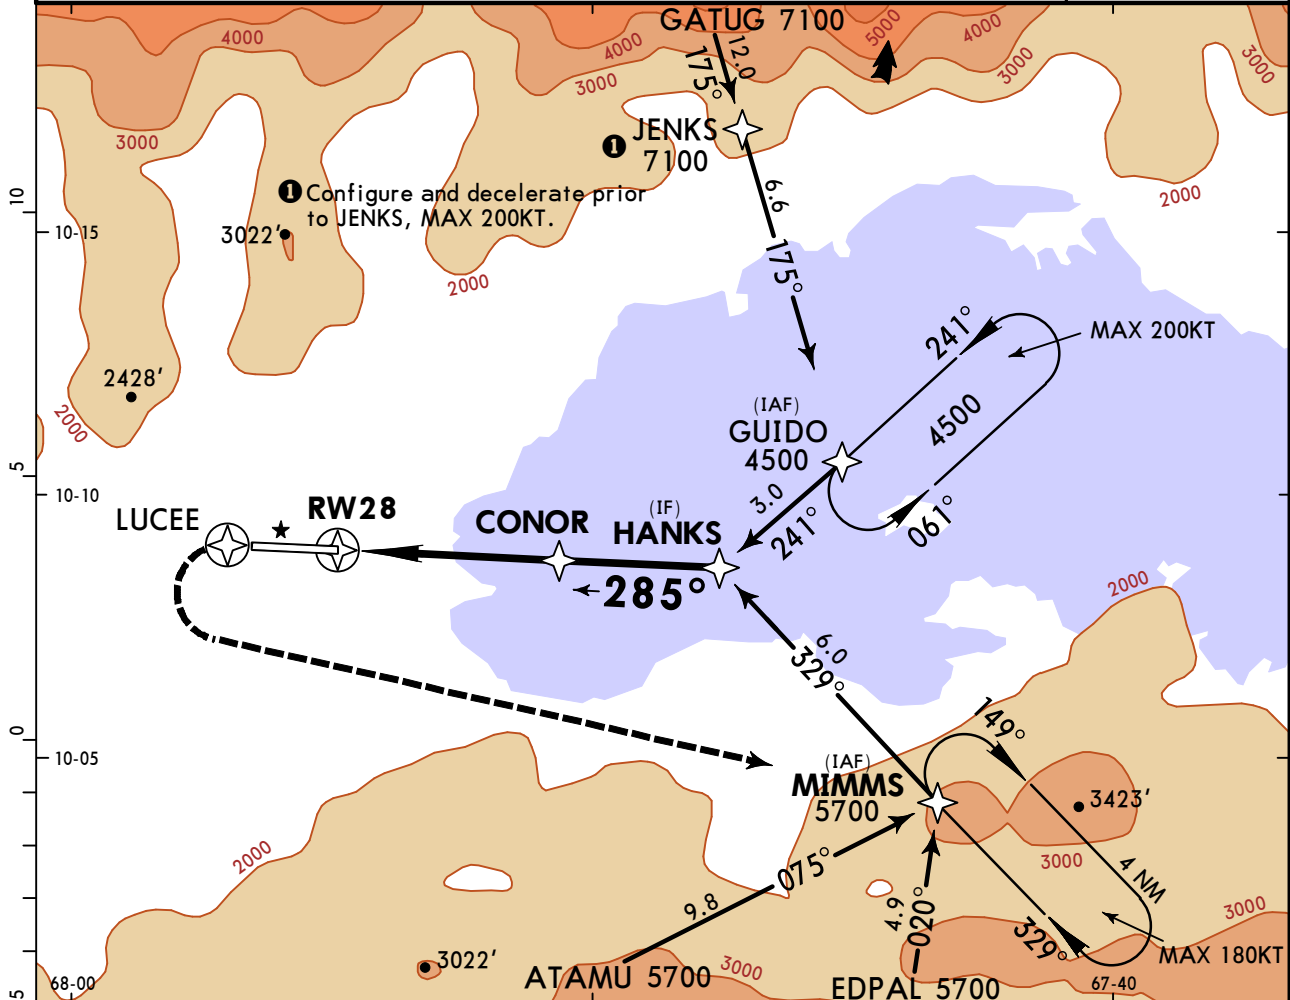 GATUG 7100
4000
4000
5000
4000
12.0
175°
3000
3000
3000
3000
JENKS
7100
❶
❶ Configure and decelerate prior
to JENKS, MAX 200KT.
2000
10
10-15
3022'
6.6
175°
2000
241°
MAX 200KT
2428'
2000
4500
(IAF)
GUIDO
4500
5
10-10
3.0
241°
061°
LUCEE
RW28
CONOR
(IF)
HANKS
285°
2000
6.0
329°
149°
0
10-05
(IAF)
MIMMS
5700
3423'
2000
3000
075°
4 NM
9.8
4.9
020°
329°
3000
MAX 180KT
3022'
3000
ATAMU 5700
EDPAL 5700
5
68-00
67-40